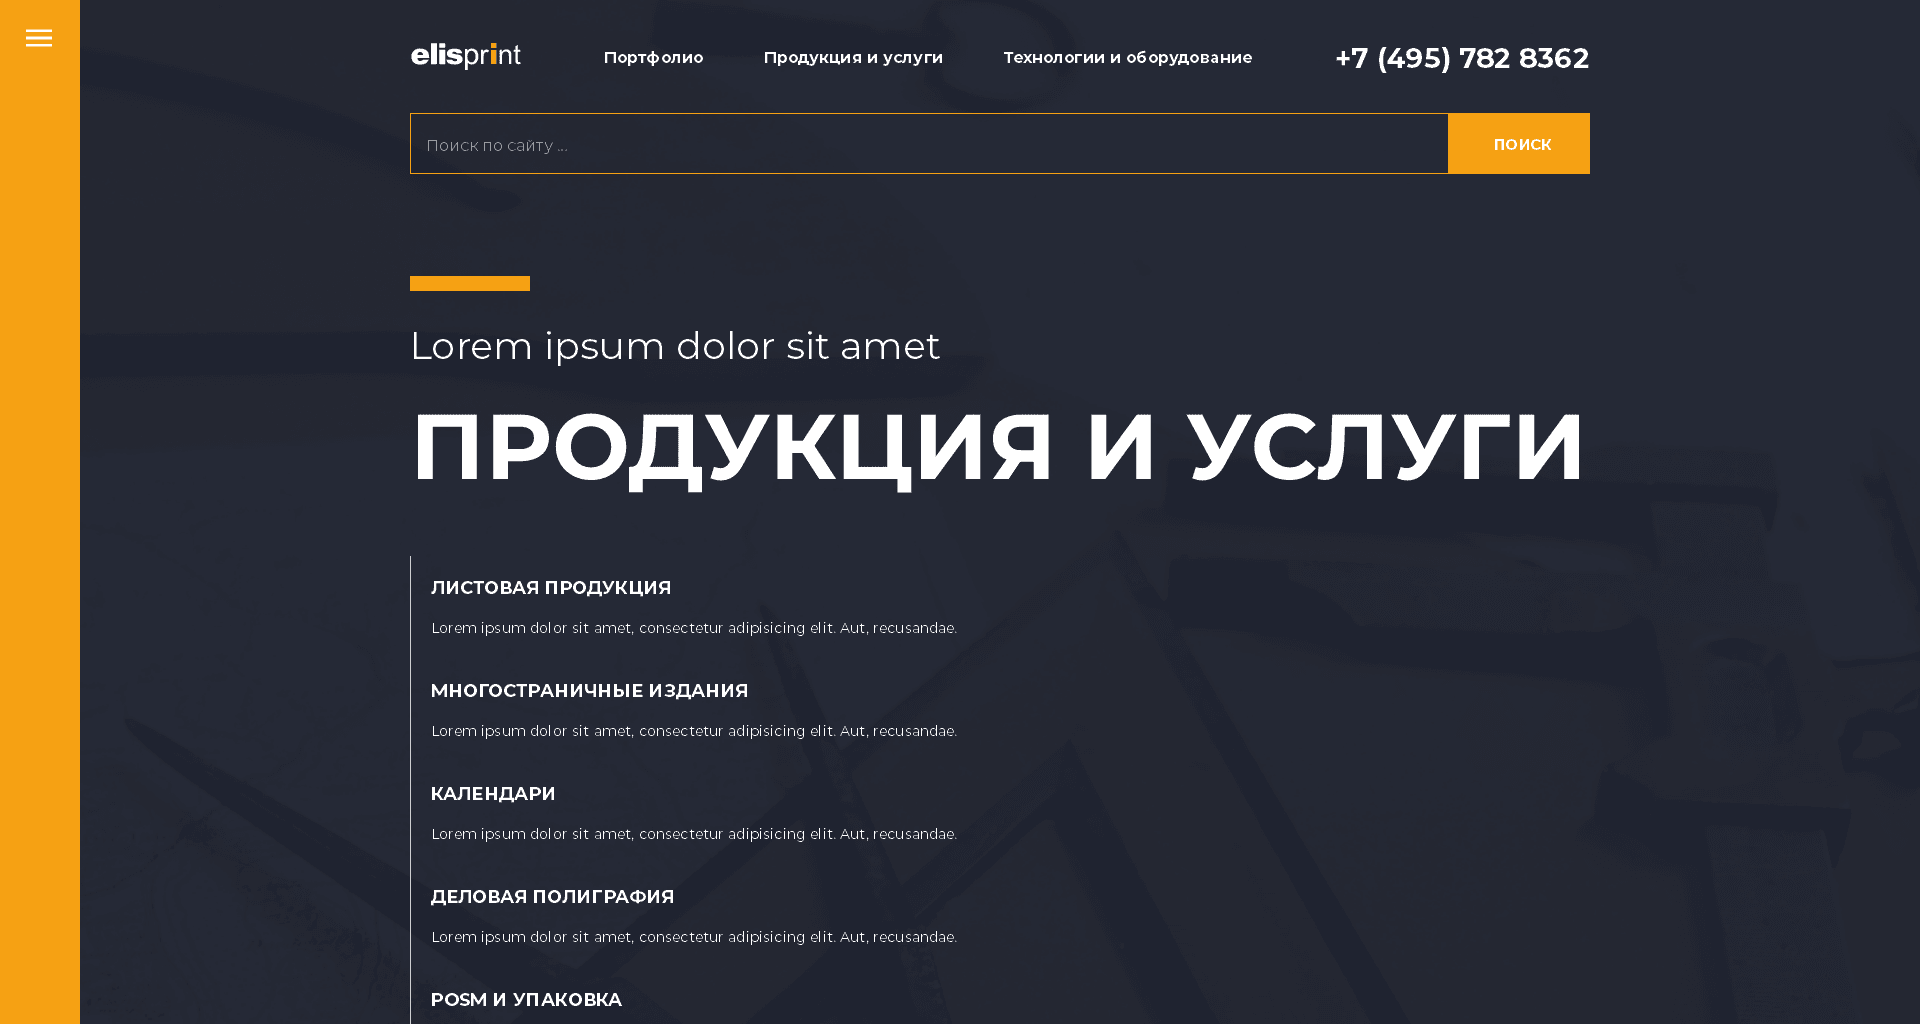 elisprint
Портфолио
Продукция и услуги
Технологии и оборудование
+7 (495) 782 8362
Поиск по сайту ...
ПОИСК
Lorem ipsum dolor sit amet
ПРОДУКЦИЯ И УСЛУГИ
ЛИСТОВАЯ ПРОДУКЦИЯ
Lorem ipsum dolor sit amet, consectetur adipisicing elit. Aut, recusandae.
МНОГОСТРАНИЧНЫЕ ИЗДАНИЯ
Lorem ipsum dolor sit amet, consectetur adipisicing elit. Aut, recusandae.
КАЛЕНДАРИ
Lorem ipsum dolor sit amet, consectetur adipisicing elit. Aut, recusandae.
ДЕЛОВАЯ ПОЛИГРАФИЯ
Lorem ipsum dolor sit amet, consectetur adipisicing elit. Aut, recusandae.
POSM И УПАКОВКА